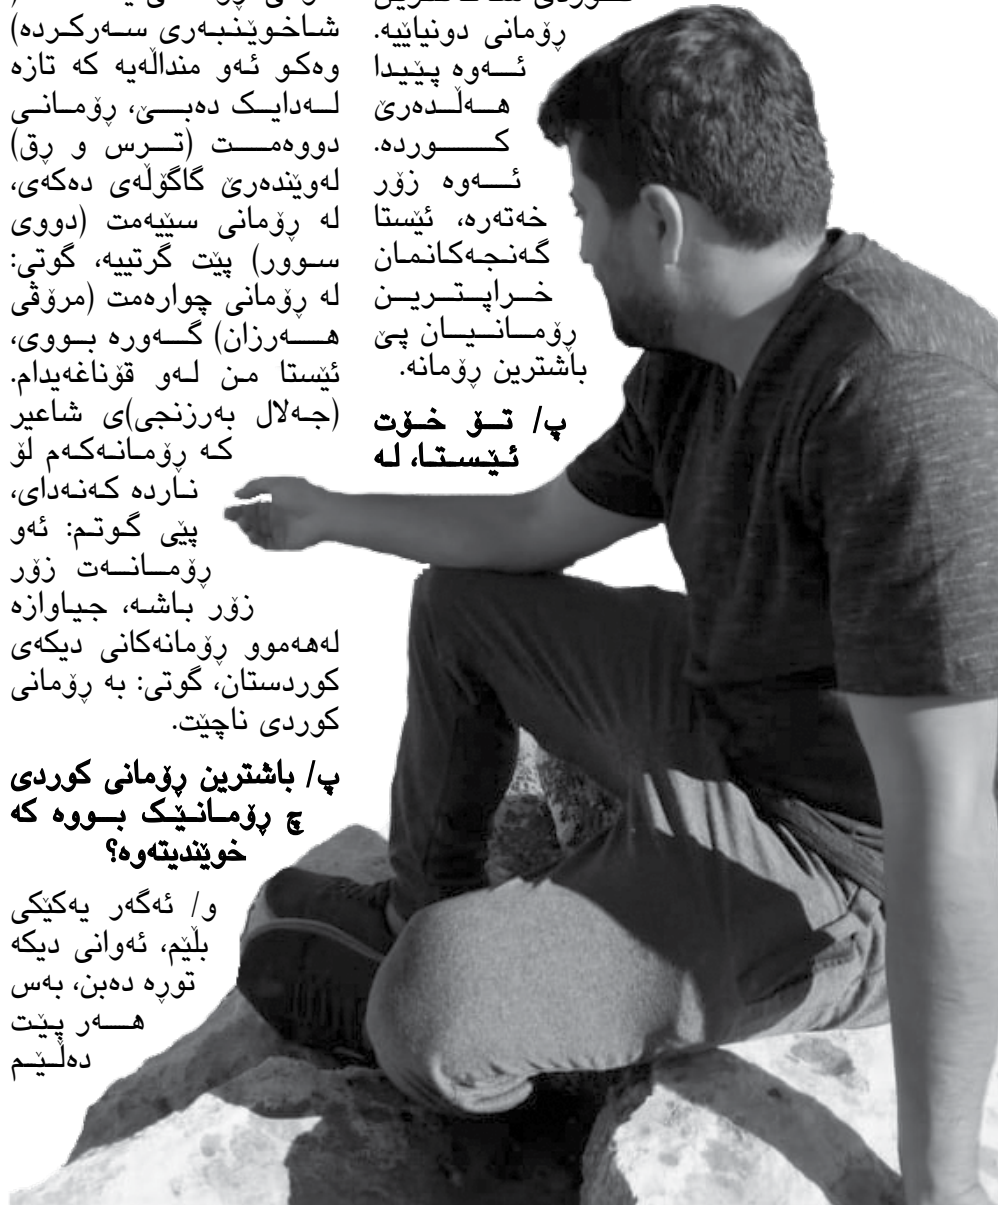 ڕۆمانی دونیاییە.
ئەوە پێیدا
هەڵدەرێ
کوردە.
ئەوە زۆر
خەتەرە، ئێستا
گەنجەکانمان
خراپترین
ڕۆمانیان پێ
باشترین ڕۆمانە.
پ/ تۆ خۆت
ئێستا، لە
شاخوێنبەری سەرکردە)
وەکو ئەو منداڵەیە کە تازە
لەدایک دەبێ، ڕۆمانی
دووەمت (ترس و ڕق)
لەوێندەرێ گاگۆڵەی دەکەی،
لە ڕۆمانی سێیەمت (دووی
سوور) پێت گرتییە، گوتی:
لە ڕۆمانی چوارەمت (مرۆڤی
هەرزان) گەورە بووی،
ئێستا من لەو قۆناغەیدام.
(جەلال بەرزنجی)ی شاعیر
کە ڕۆمانەکەم لۆ
ناردە کەنەدای،
پێی گوتم: ئەو
ڕۆمانەت زۆر
زۆر باشە، جیاوازە
لەهەموو ڕۆمانەکانی دیکەی
کوردستان، گوتی: بە ڕۆمانی
کوردی ناچێت.
پ/ باشترین ڕۆمانی کوردی
چ ڕۆمانێک بووە کە
خوێندیتەوە؟
و/ ئەگەر یەکێکی
بڵێم، ئەوانی دیکە
توڕە دەبن، بەس
هەر پێت
دەڵێم